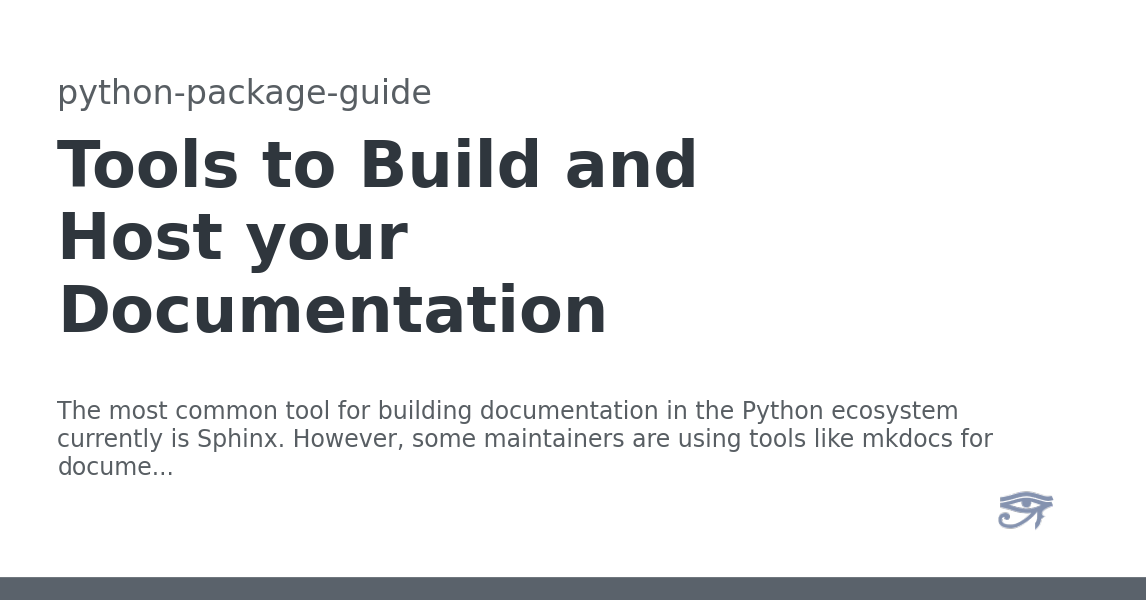 python-package-guide
Tools to Build and
Host your
Documentation
The most common tool for building documentation in the Python ecosystem
currently is Sphinx. However, some maintainers are using tools like mkdocs for
docume...